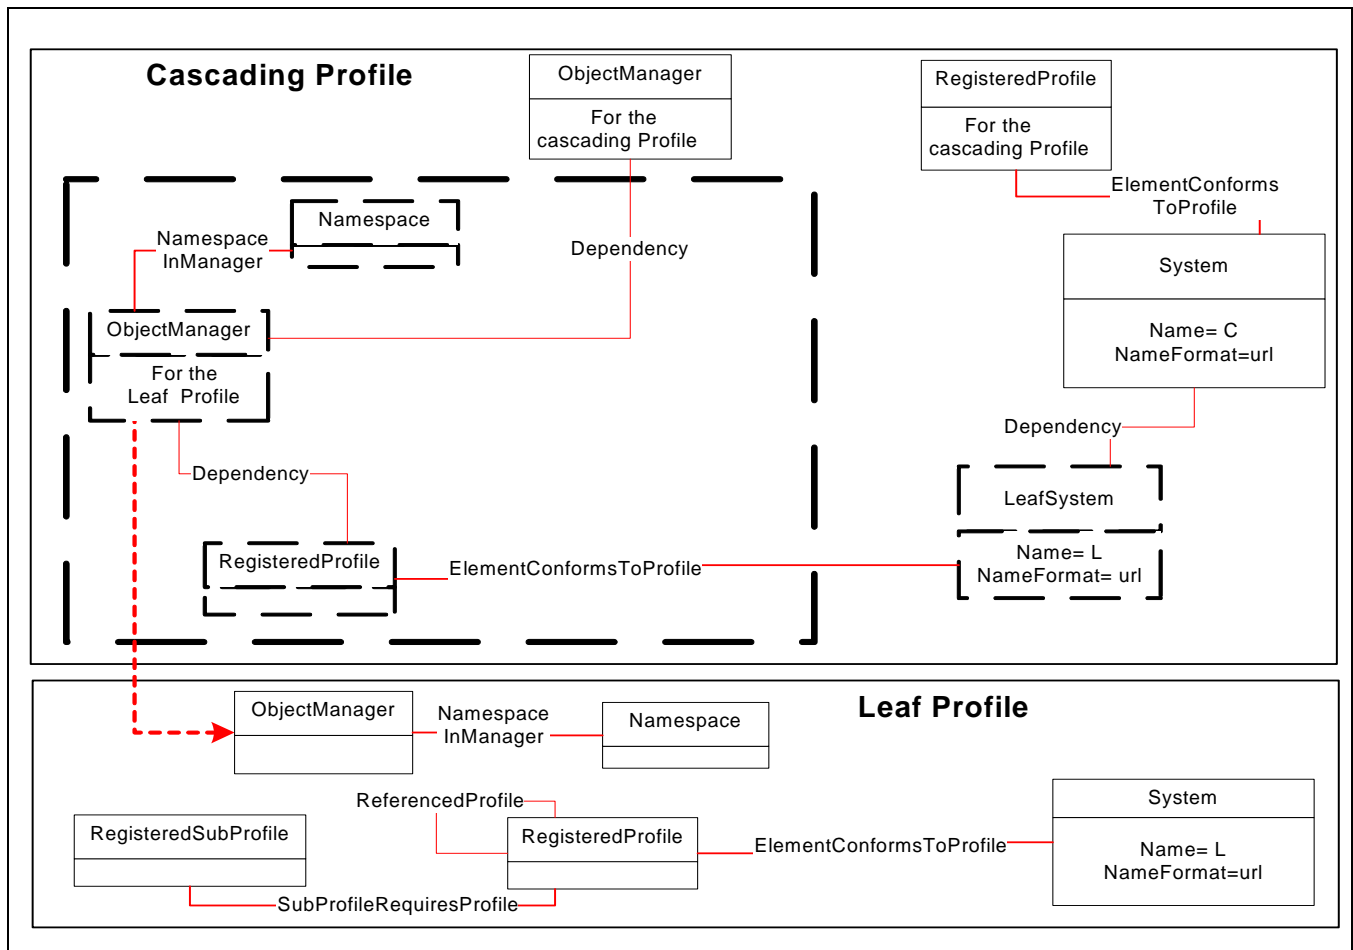 Cascading Profile
ObjectManager
For the
cascading Profile
RegisteredProfile
For the
cascading Profile
ElementConforms
ToProfile
Namespace
Namespace
InManager
Dependency
System
Name= C
NameFormat=url
ObjectManager
For the
Leaf Profile
Dependency
Dependency
LeafSystem
Name= L
NameFormat= url
RegisteredProfile
ElementConformsToProfile
Leaf Profile
ObjectManager
Namespace
InManager
Namespace
ReferencedProfile
RegisteredSubProfile
RegisteredProfile
ElementConformsToProfile
System
Name= L
NameFormat=url
SubProfileRequiresProfile